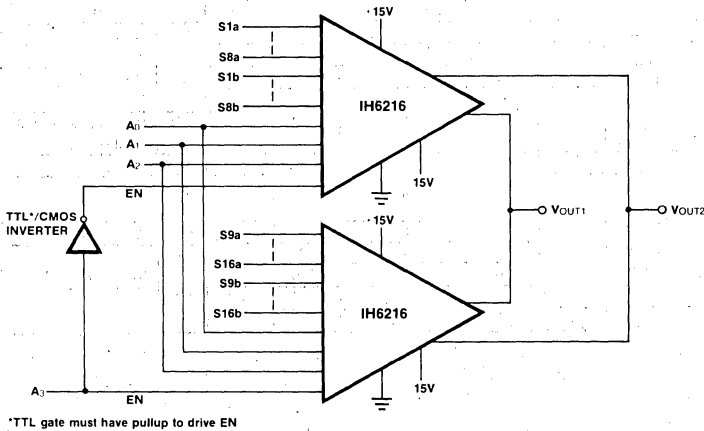 +15V
S1a
S8a
S1b
S8b
IH6216
A0
A1
A2
15V
EN
TTL*/CMOS
INVERTER
+15V
VOUT1
VOUT2
S9a
S16a
S9b
S16b
IH6216
15V
A3
EN
*TTL gate must have pullup to drive EN